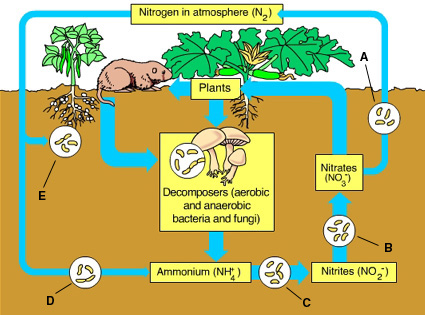 Nitrogen in atmosphere (N₂)
A
Plants
E
Decomposers (aerobic
and anaerobic
bacteria and fungi)
Nitrates
(NO₃⁻)
B
Ammonium (NH₄⁺)
Nitrites (NO₂⁻)
D
C